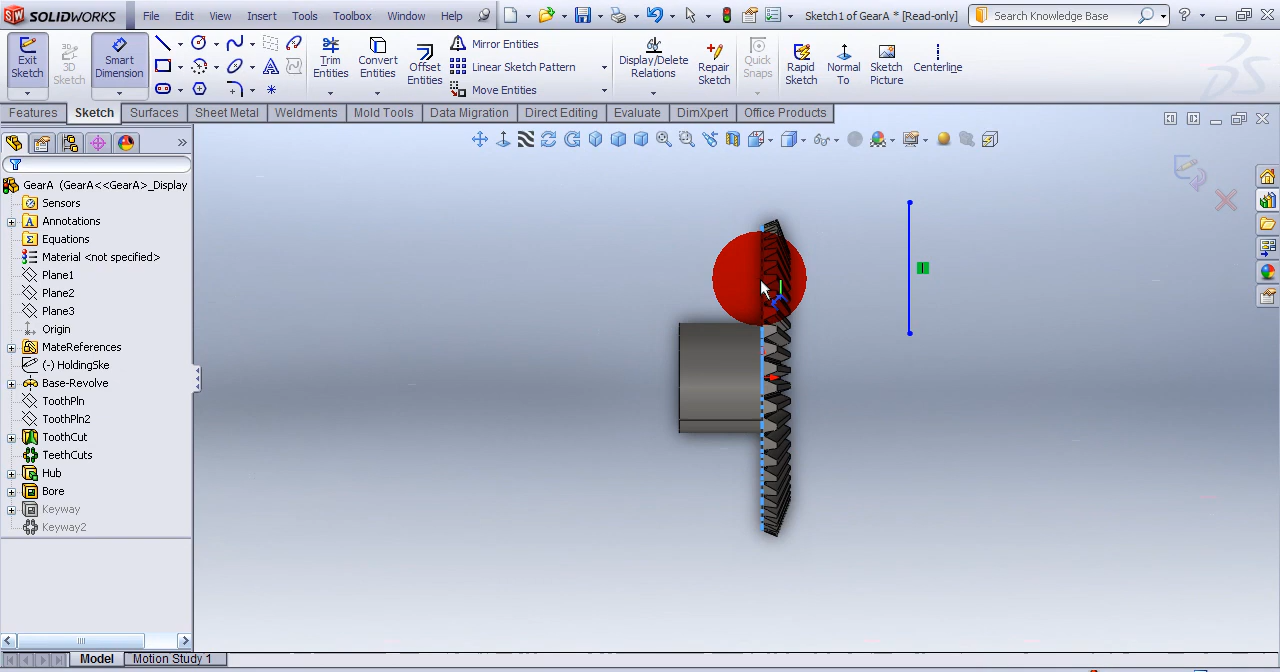 SOLIDWORKS File Edit View Insert Tools Toolbox Window Help Sketch1 of GearA * [Read-only] Search Knowledge Base
Exit Sketch
3D Sketch
Smart Dimension
Trim Entities
Convert Entities
Offset Entities
Mirror Entities
Linear Sketch Pattern
Move Entities
Display/Delete Relations
Repair Sketch
Quick Snaps
Rapid Sketch
Normal To
Sketch Picture
Centerline
Features Sketch Surfaces Sheet Metal Weldments Mold Tools Data Migration Direct Editing Evaluate DimXpert Office Products
GearA (GearA<<GearA>_Display
Sensors
Annotations
Equations
Material <not specified>
Plane1
Plane2
Plane3
Origin
MateReferences
(-) HoldingSke
BaseRevolve
ToothPln
ToothPln2
ToothCut
TeethCuts
Hub
Bore
Keyway
Keyway2
Model Motion Study 1